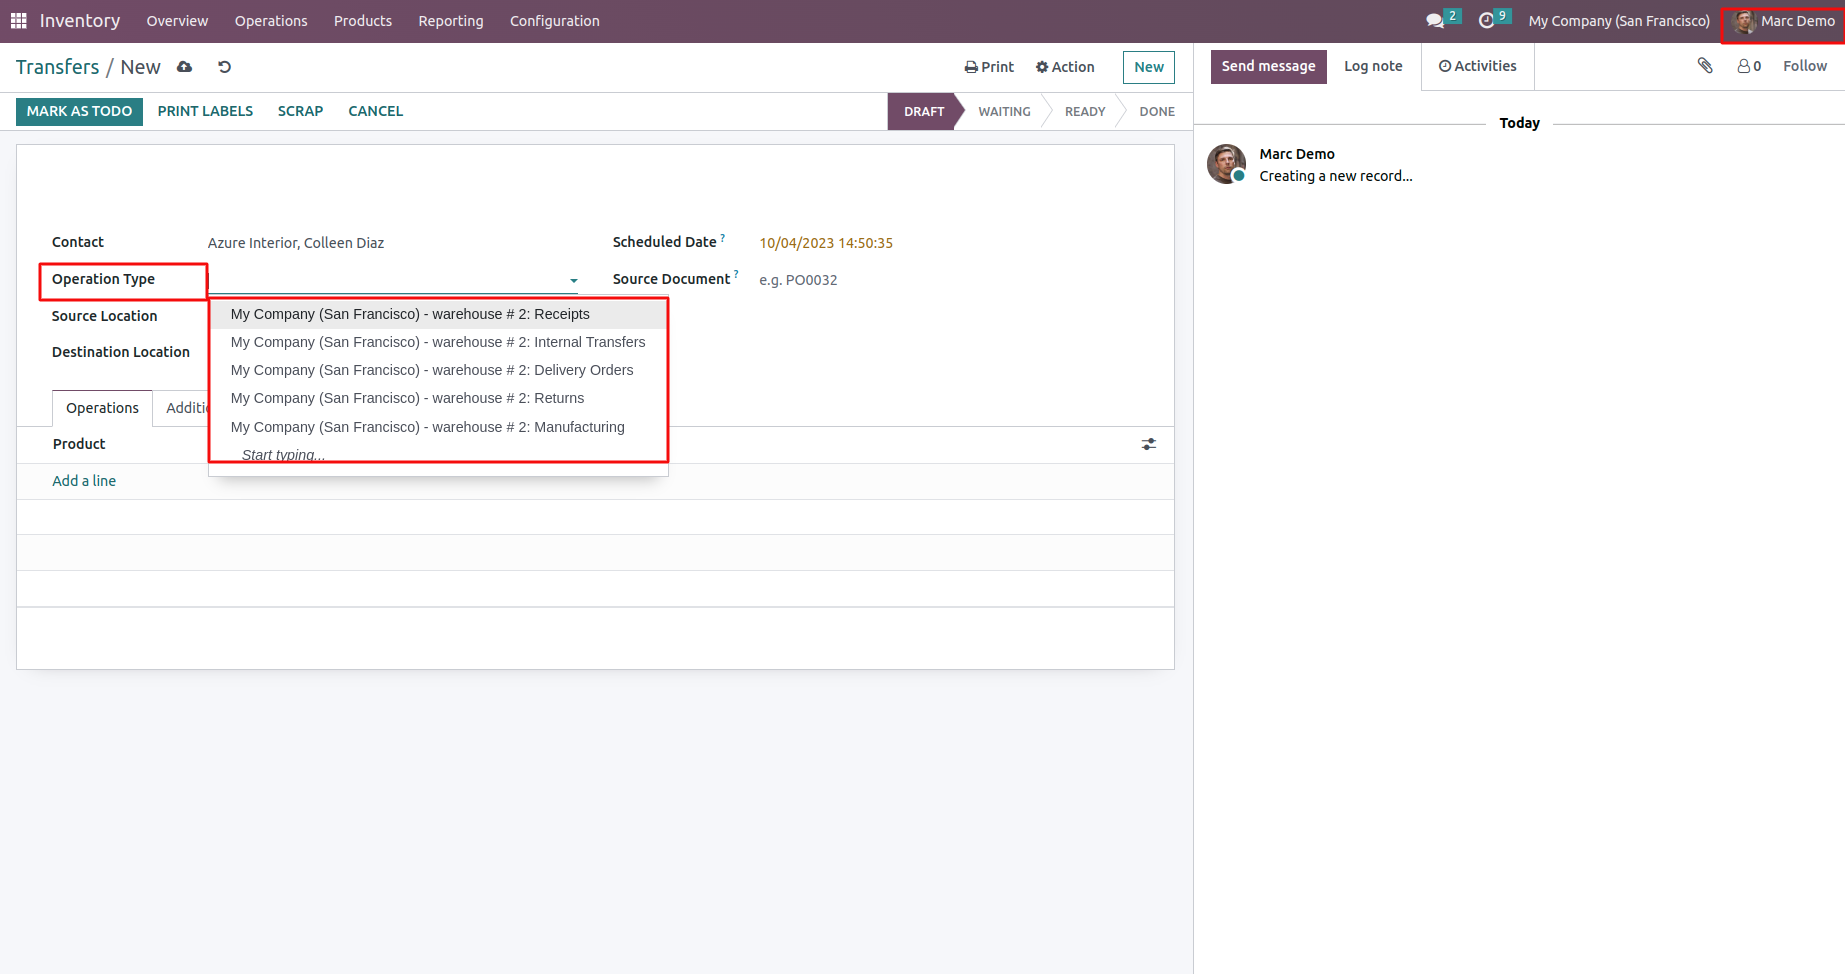 Inventory Overview Operations Products Reporting Configuration 2 9 My Company (San Francisco) Marc Demo
Transfers / New Print Action New
Send message Log note Activities 0 Follow
MARK AS TODO PRINT LABELS SCRAP CANCEL DRAFT WAITING READY DONE
Today
Marc Demo
Creating a new record...
Contact Azure Interior, Colleen Diaz Scheduled Date ? 10/04/2023 14:50:35
Operation Type Source Document ? e.g. PO0032
Source Location
Destination Location
My Company (San Francisco) - warehouse # 2: Receipts
My Company (San Francisco) - warehouse # 2: Internal Transfers
My Company (San Francisco) - warehouse # 2: Delivery Orders
My Company (San Francisco) - warehouse # 2: Returns
My Company (San Francisco) - warehouse # 2: Manufacturing
Start typing...
Operations Additi
Product
Add a line